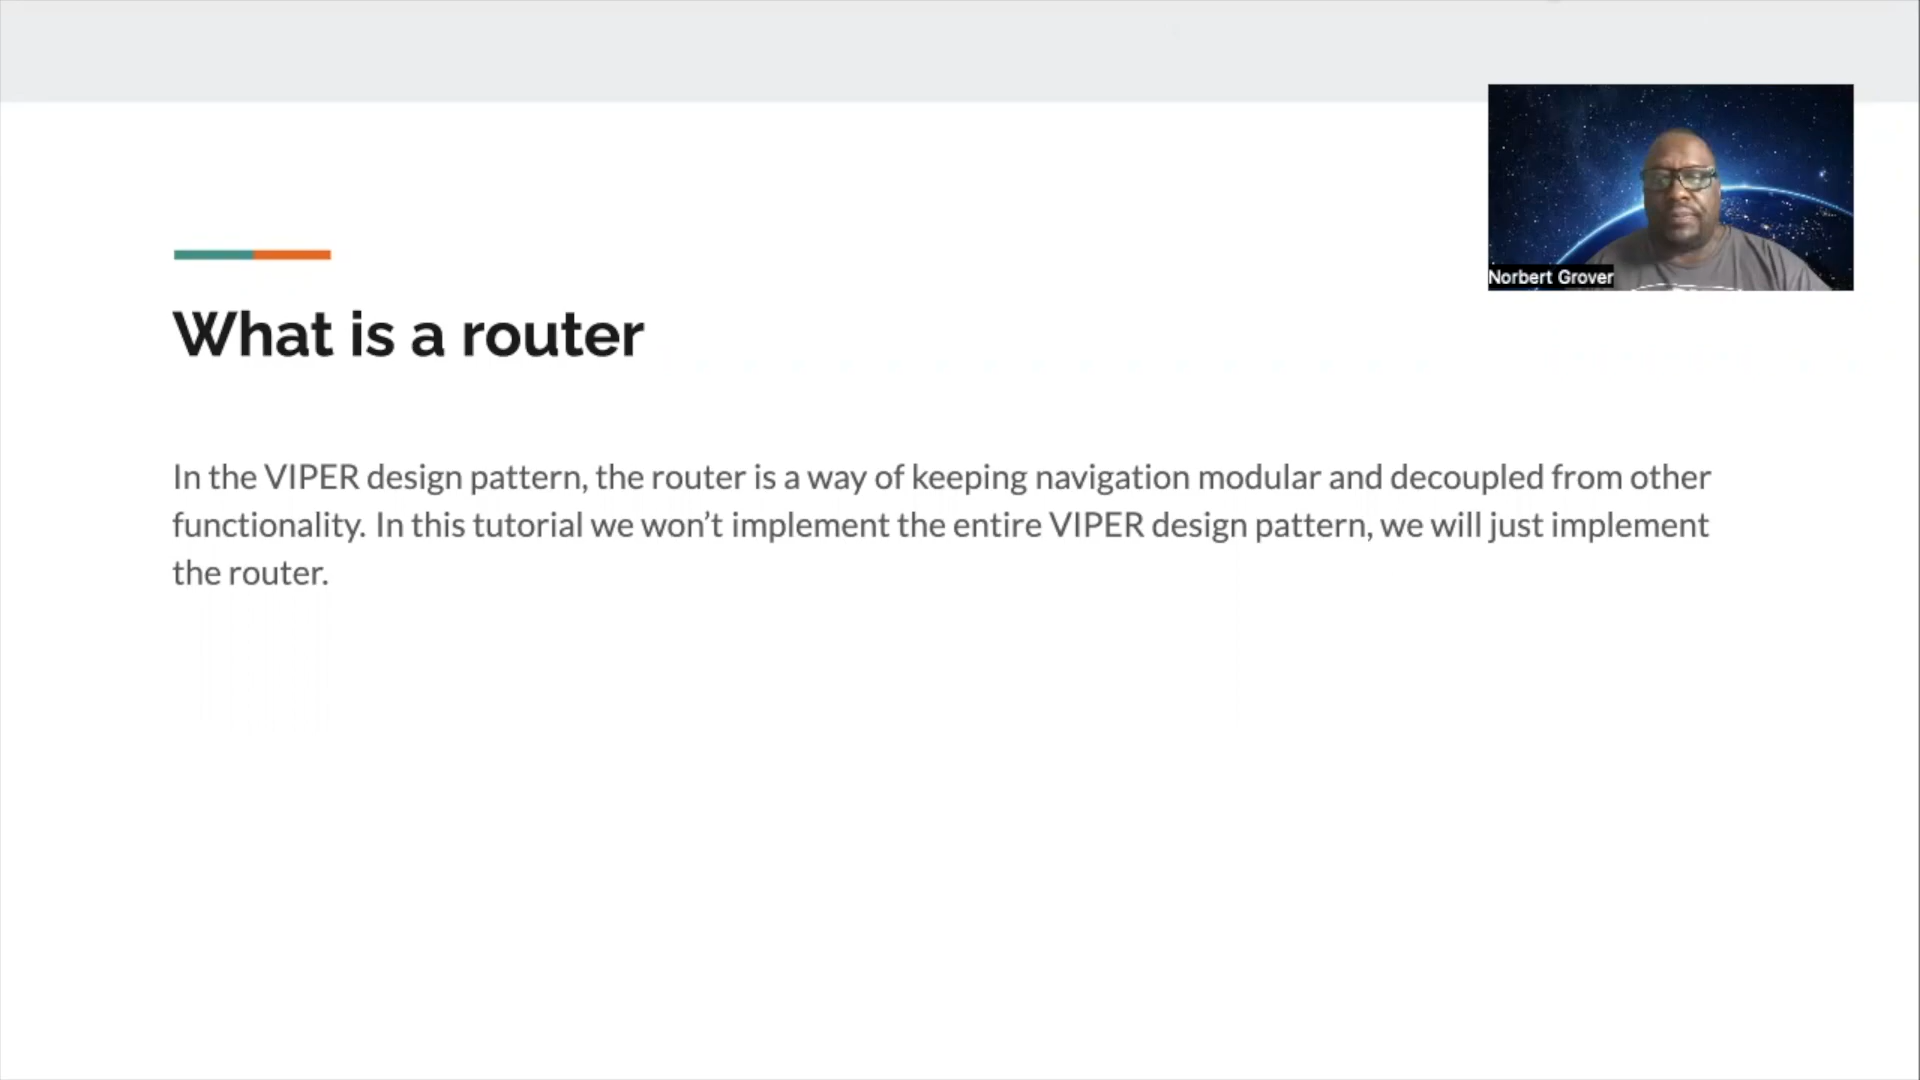 Norbert Grover
What is a router
In the VIPER design pattern, the router is a way of keeping navigation modular and decoupled from other
functionality. In this tutorial we won’t implement the entire VIPER design pattern, we will just implement
the router.